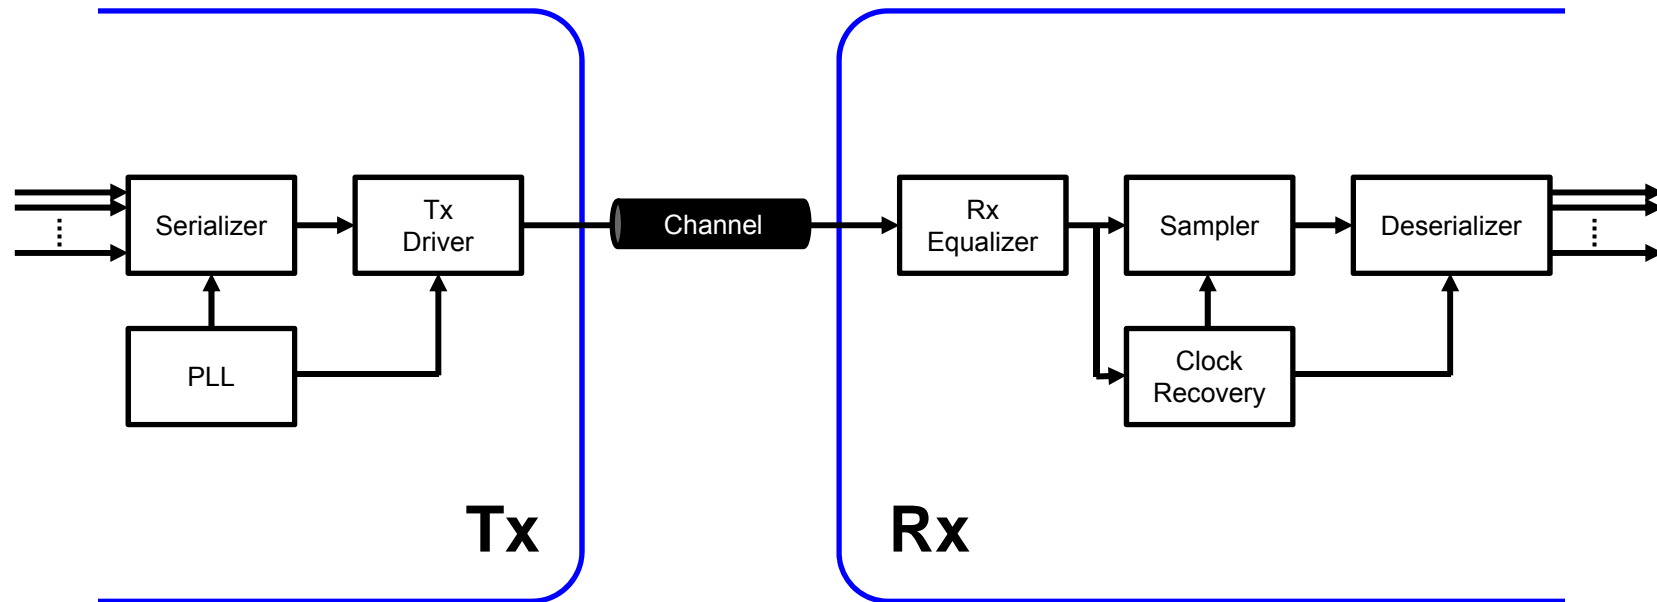 Serializer
Tx
Driver
Channel
Rx
Equalizer
Sampler
Deserializer
PLL
Clock
Recovery
Tx
Rx